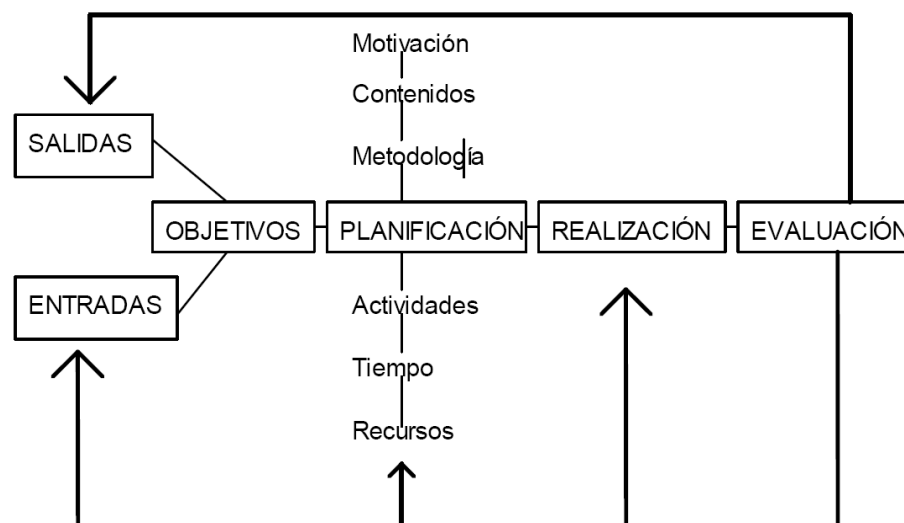 Motivación
Contenidos
Metodología
SALIDAS
OBJETIVOS
PLANIFICACIÓN
REALIZACIÓN
EVALUACIÓN
ENTRADAS
Actividades
Tiempo
Recursos